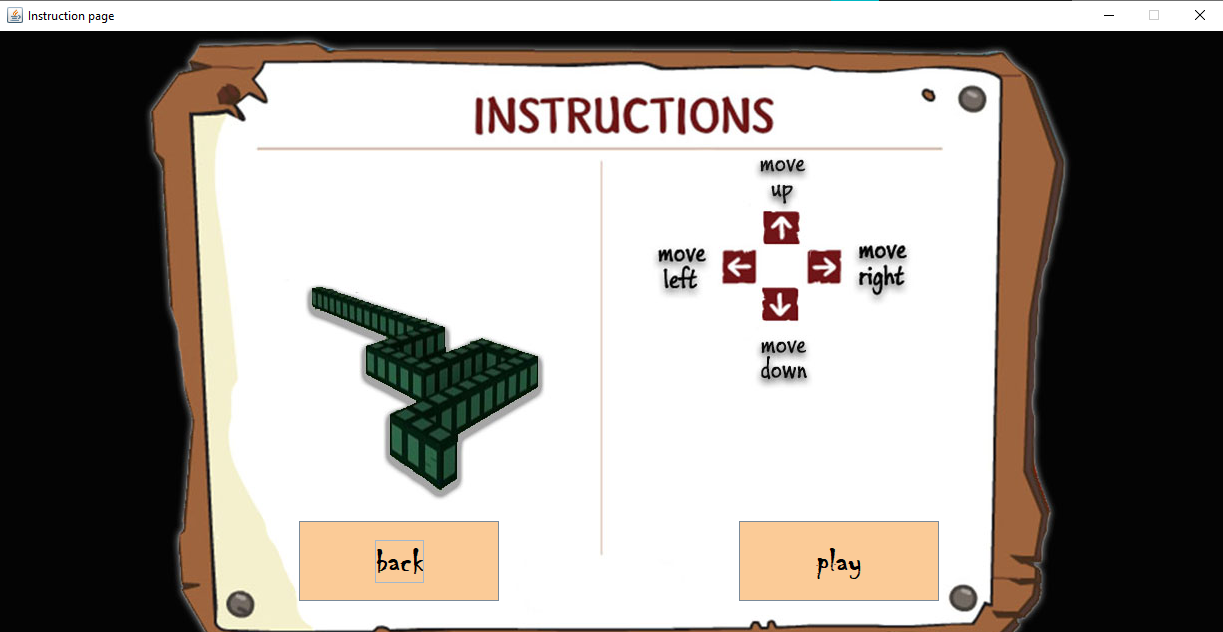 Instruction page
INSTRUCTIONS
move
up
move
left
move
right
move
down
back
play